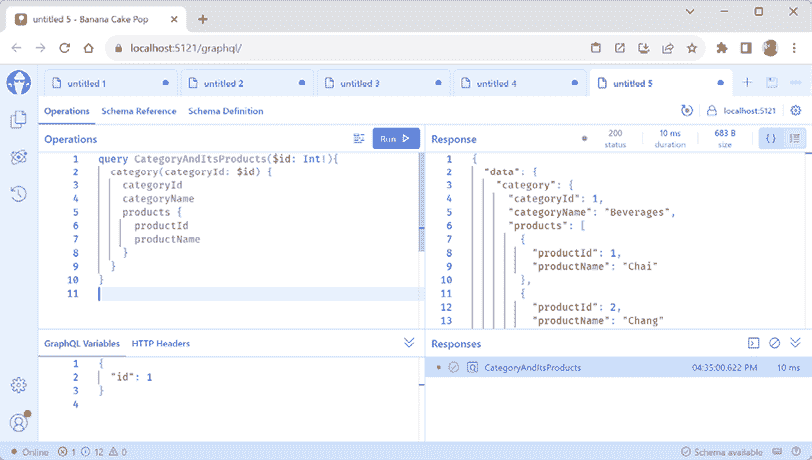 untitled 5 - Banana Cake Pop
localhost:5121/graphql/
untitled 1
untitled 2
untitled 3
untitled 4
untitled 5
Operations
Schema Reference
Schema Definition
localhost:5121
Operations
Run
1 query CategoryAndItsProducts($id: Int!){
2 category(categoryId: $id) {
3 categoryId
4 categoryName
5 products {
6 productId
7 productName
8 }
9 }
10 }
11
Response
200
status
10 ms
duration
683 B
size
{ }
1 {
2 "data": {
3 "category": {
4 "categoryId": 1,
5 "categoryName": "Beverages",
6 "products": [
7 {
8 "productId": 1,
9 "productName": "Chai"
10 },
11 {
12 "productId": 2,
13 "productName": "Chang"
GraphQL Variables
HTTP Headers
1 {
2 "id": 1
3 }
4
Responses
Q
CategoryAndItsProducts
04:35:00.622 PM
10 ms
Online
1
12
0
Schema available